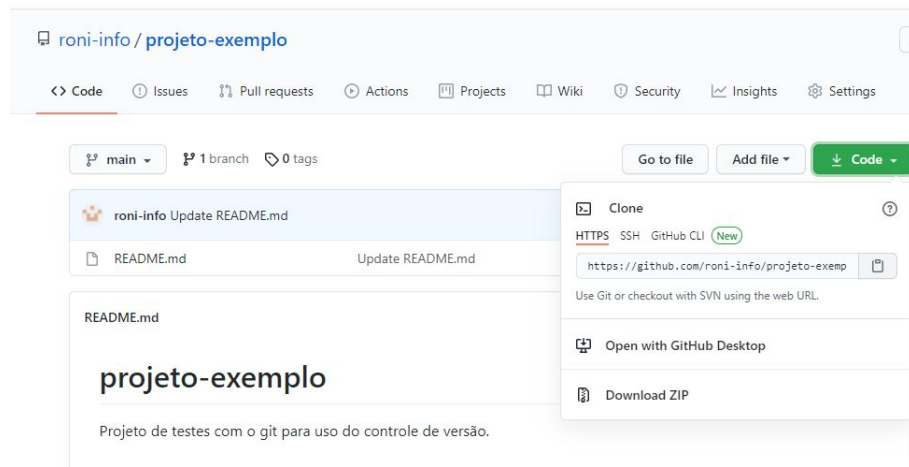 roni-info / projeto-exemplo
<> Code Issues Pull requests Actions Projects Wiki Security Insights Settings
main 1 branch 0 tags Go to file Add file Code
roni-info Update README.md
README.md Update README.md
Clone
HTTPS SSH GitHub CLI New
https://github.com/roni-info/projeto-exemp
Use Git or checkout with SVN using the web URL.
Open with GitHub Desktop
Download ZIP
README.md
projeto-exemplo
Projeto de testes com o git para uso do controle de versão.